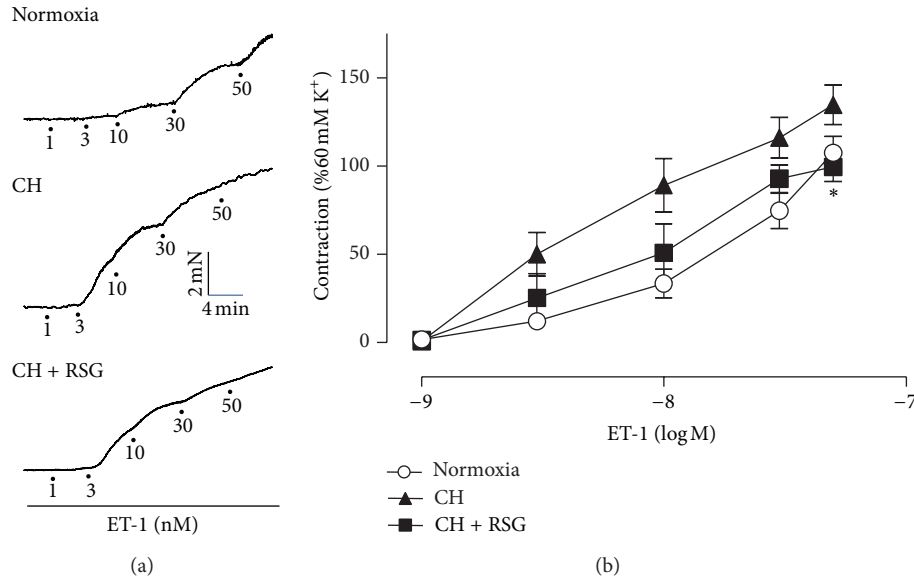 Normoxia
1
3
10
30
50
CH
1
3
10
30
50
2 mN
4 min
CH + RSG
1
3
10
30
50
ET-1 (nM)
(a)
Contraction (%60 mM K⁺)
150
100
50
0
*
−9
−8
−7
ET-1 (log M)
Normoxia
CH
CH + RSG
(b)